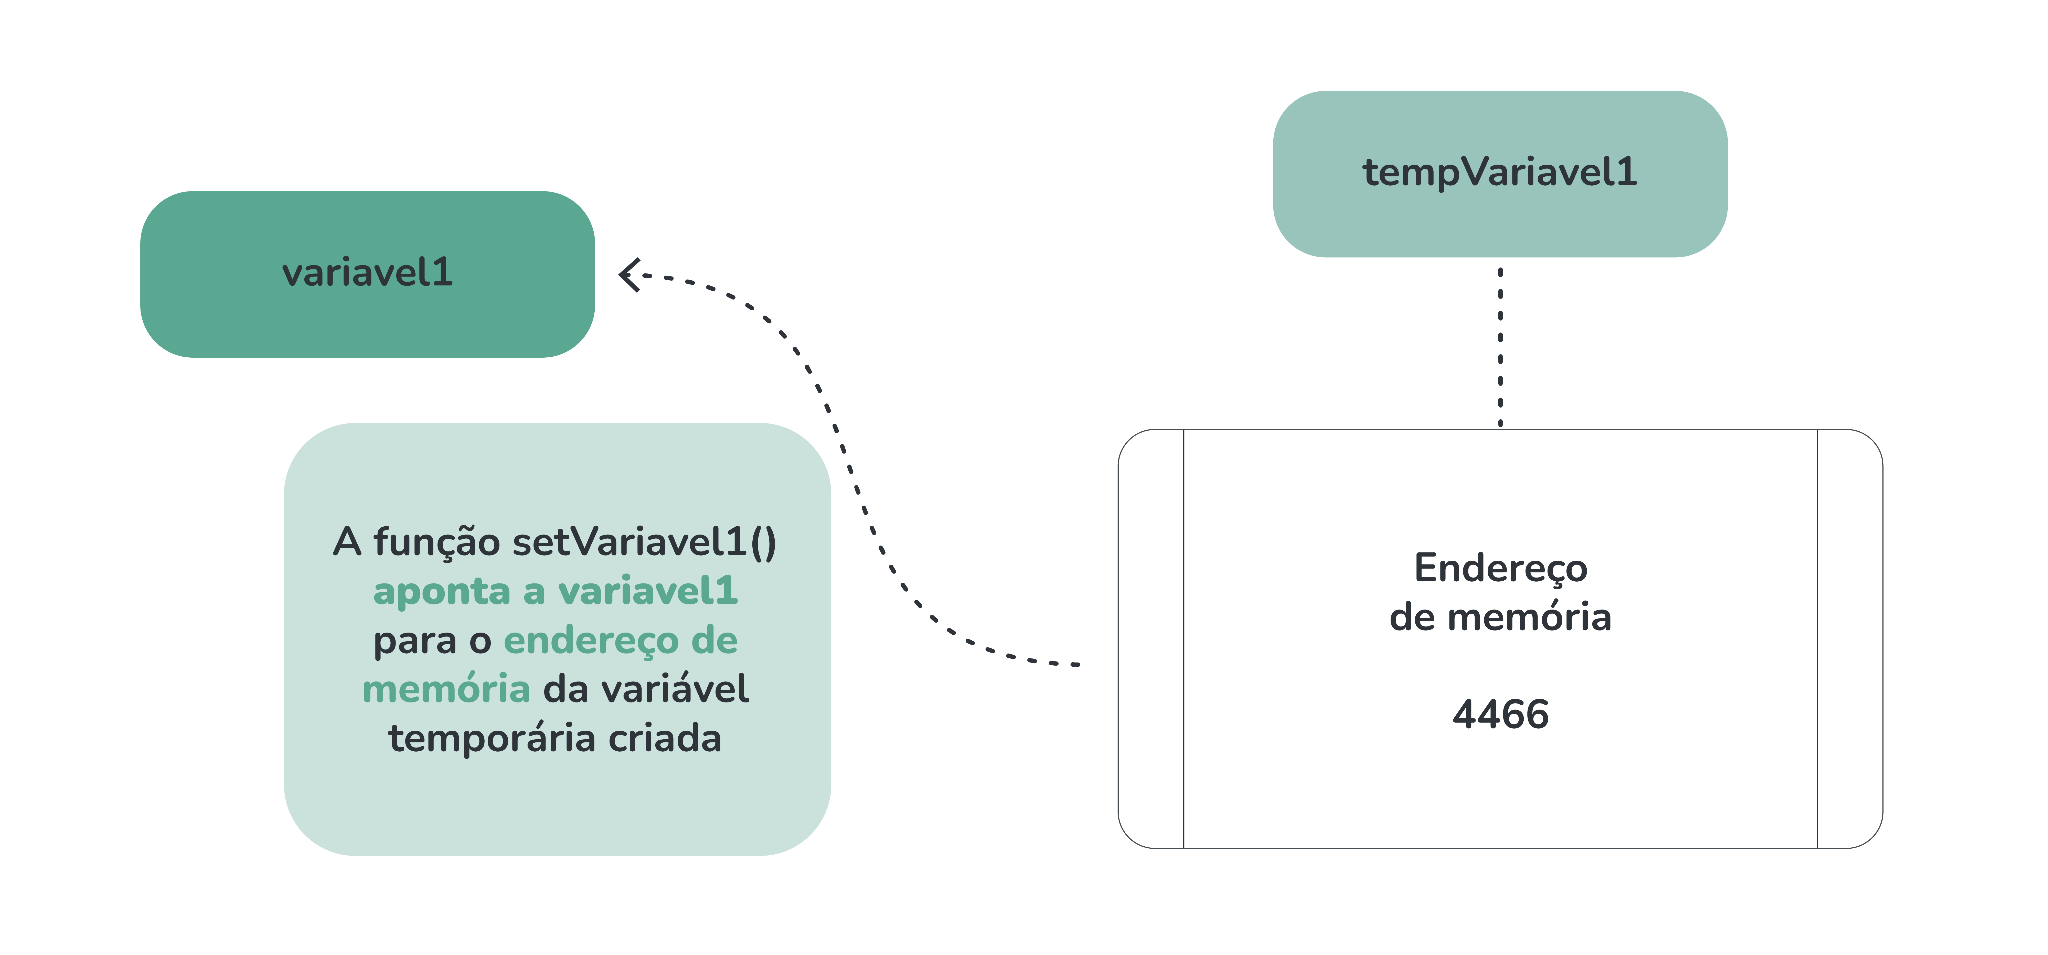 tempVariavel1
variavel1
A função setVariavel1()
aponta a variavel1
para o endereço de
memória da variável
temporária criada
Endereço
de memória
4466